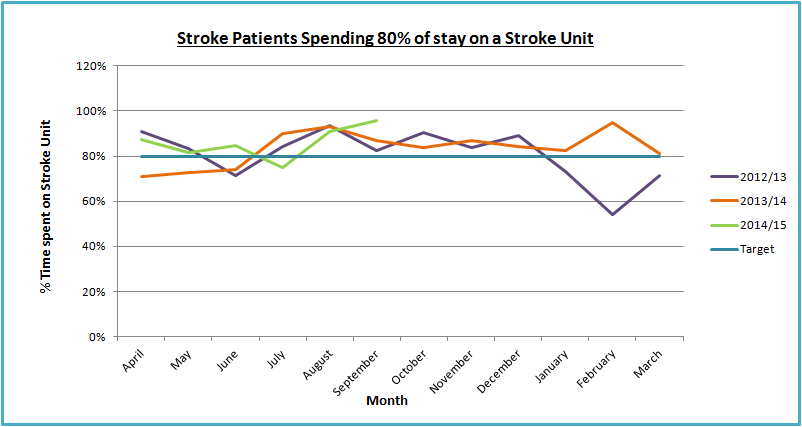 Stroke Patients Spending 80% of stay on a Stroke Unit
120%
100%
80%
60%
40%
20%
0%
% Time spent on Stroke Unit
April
May
June
July
August
September
October
November
December
January
February
March
Month
2012/13
2013/14
2014/15
Target